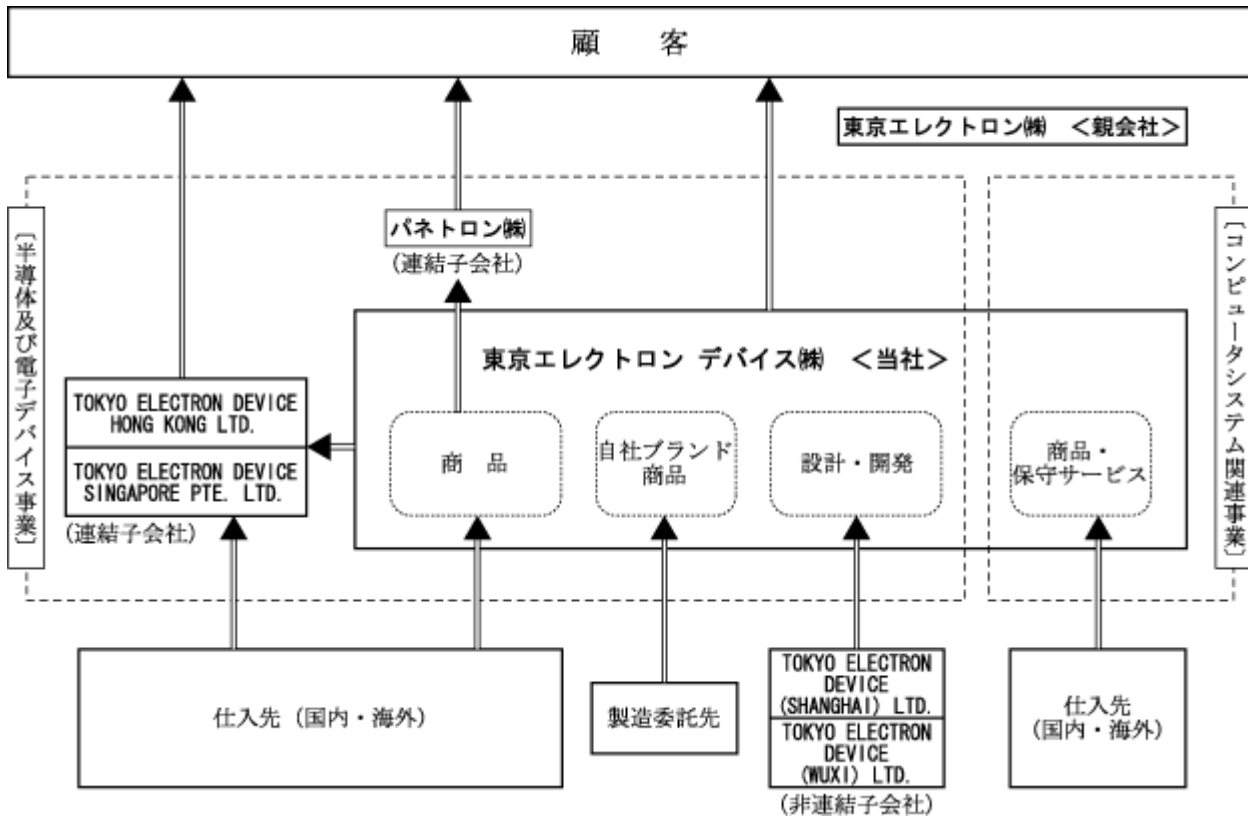 顧　客
東京エレクトロン㈱　＜親会社＞
〔半導体及び電子デバイス事業〕
〔コンピュータシステム関連事業〕
パネトロン㈱
(連結子会社)
東京エレクトロン デバイス㈱　＜当社＞
TOKYO ELECTRON DEVICE
HONG KONG LTD.
TOKYO ELECTRON DEVICE
SINGAPORE PTE. LTD.
(連結子会社)
商　品
自社ブランド
商品
設計・開発
商品・
保守サービス
仕入先（国内・海外）
製造委託先
TOKYO ELECTRON
DEVICE
(SHANGHAI) LTD.
TOKYO ELECTRON
DEVICE
(WUXI) LTD.
(非連結子会社)
仕入先
(国内・海外)